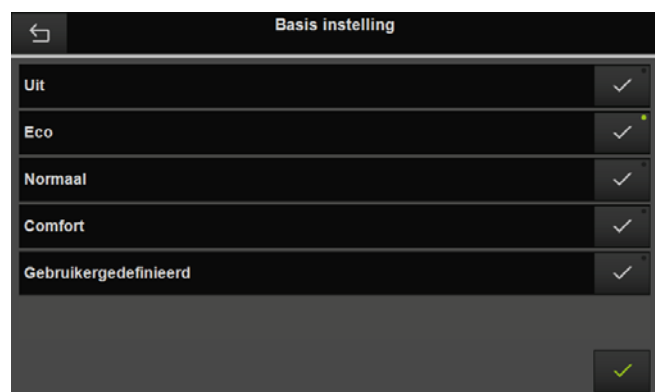 Basis instelling
Uit
Eco
Normaal
Comfort
Gebruikergedefinieerd